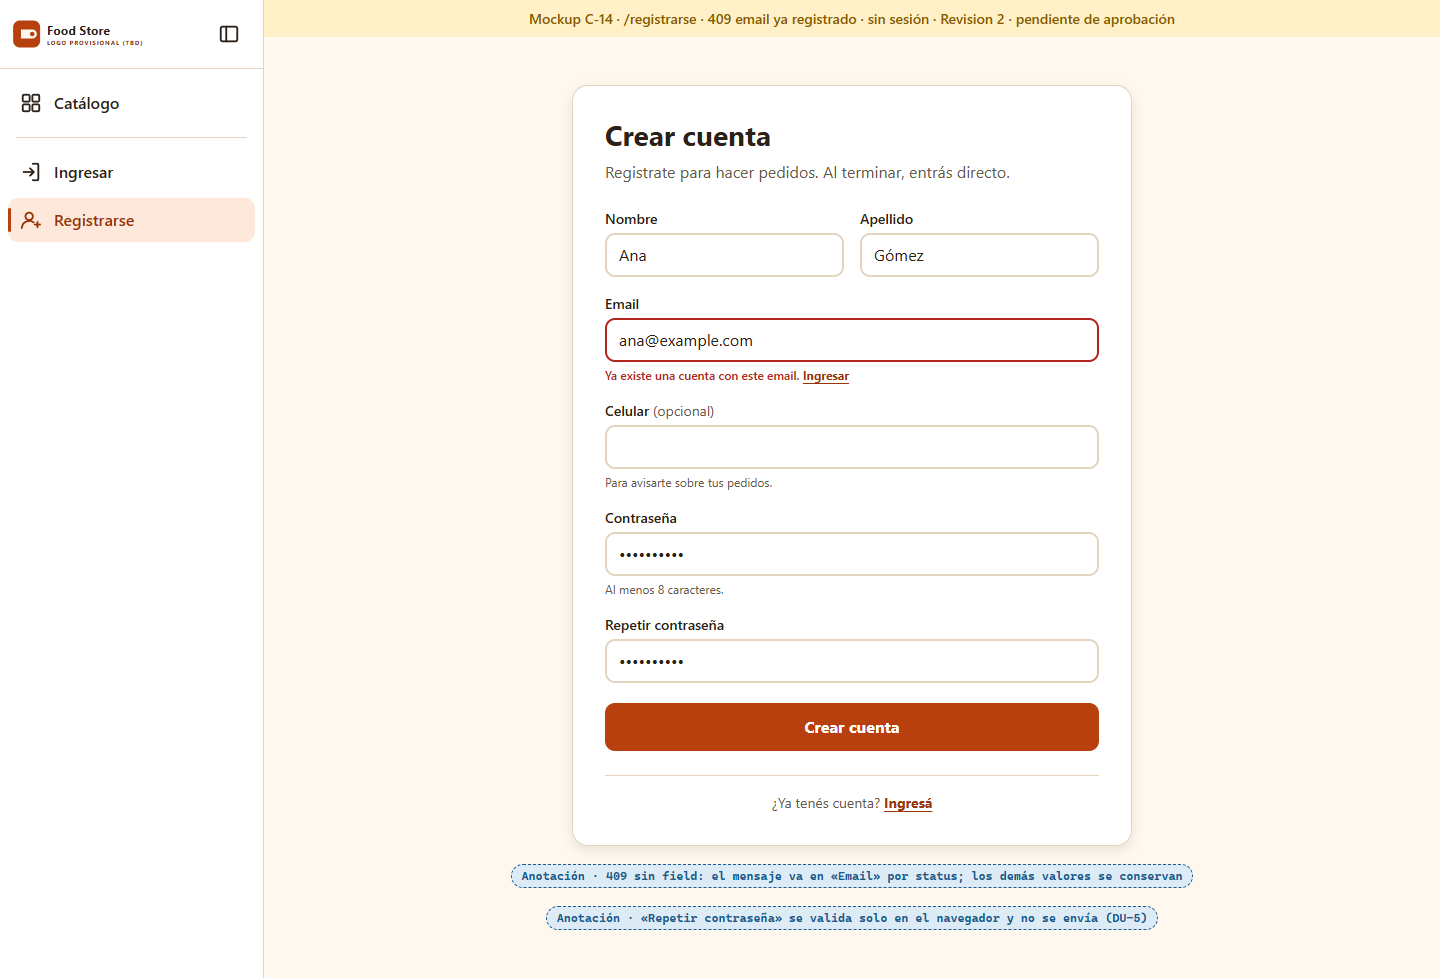 Food Store
LOGO PROVISIONAL (TBD)
Catálogo
Ingresar
Registrarse
Mockup C-14 · /registrarse · 409 email ya registrado · sin sesión · Revision 2 · pendiente de aprobación
Crear cuenta
Registrate para hacer pedidos. Al terminar, entrás directo.
Nombre
Apellido
Ana
Gómez
Email
ana@example.com
Ya existe una cuenta con este email. Ingresar
Celular (opcional)
Para avisarte sobre tus pedidos.
Contraseña
••••••••••
Al menos 8 caracteres.
Repetir contraseña
••••••••••
Crear cuenta
¿Ya tenés cuenta? Ingresá
Anotación · 409 sin field: el mensaje va en «Email» por status; los demás valores se conservan
Anotación · «Repetir contraseña» se valida solo en el navegador y no se envía (DU-5)